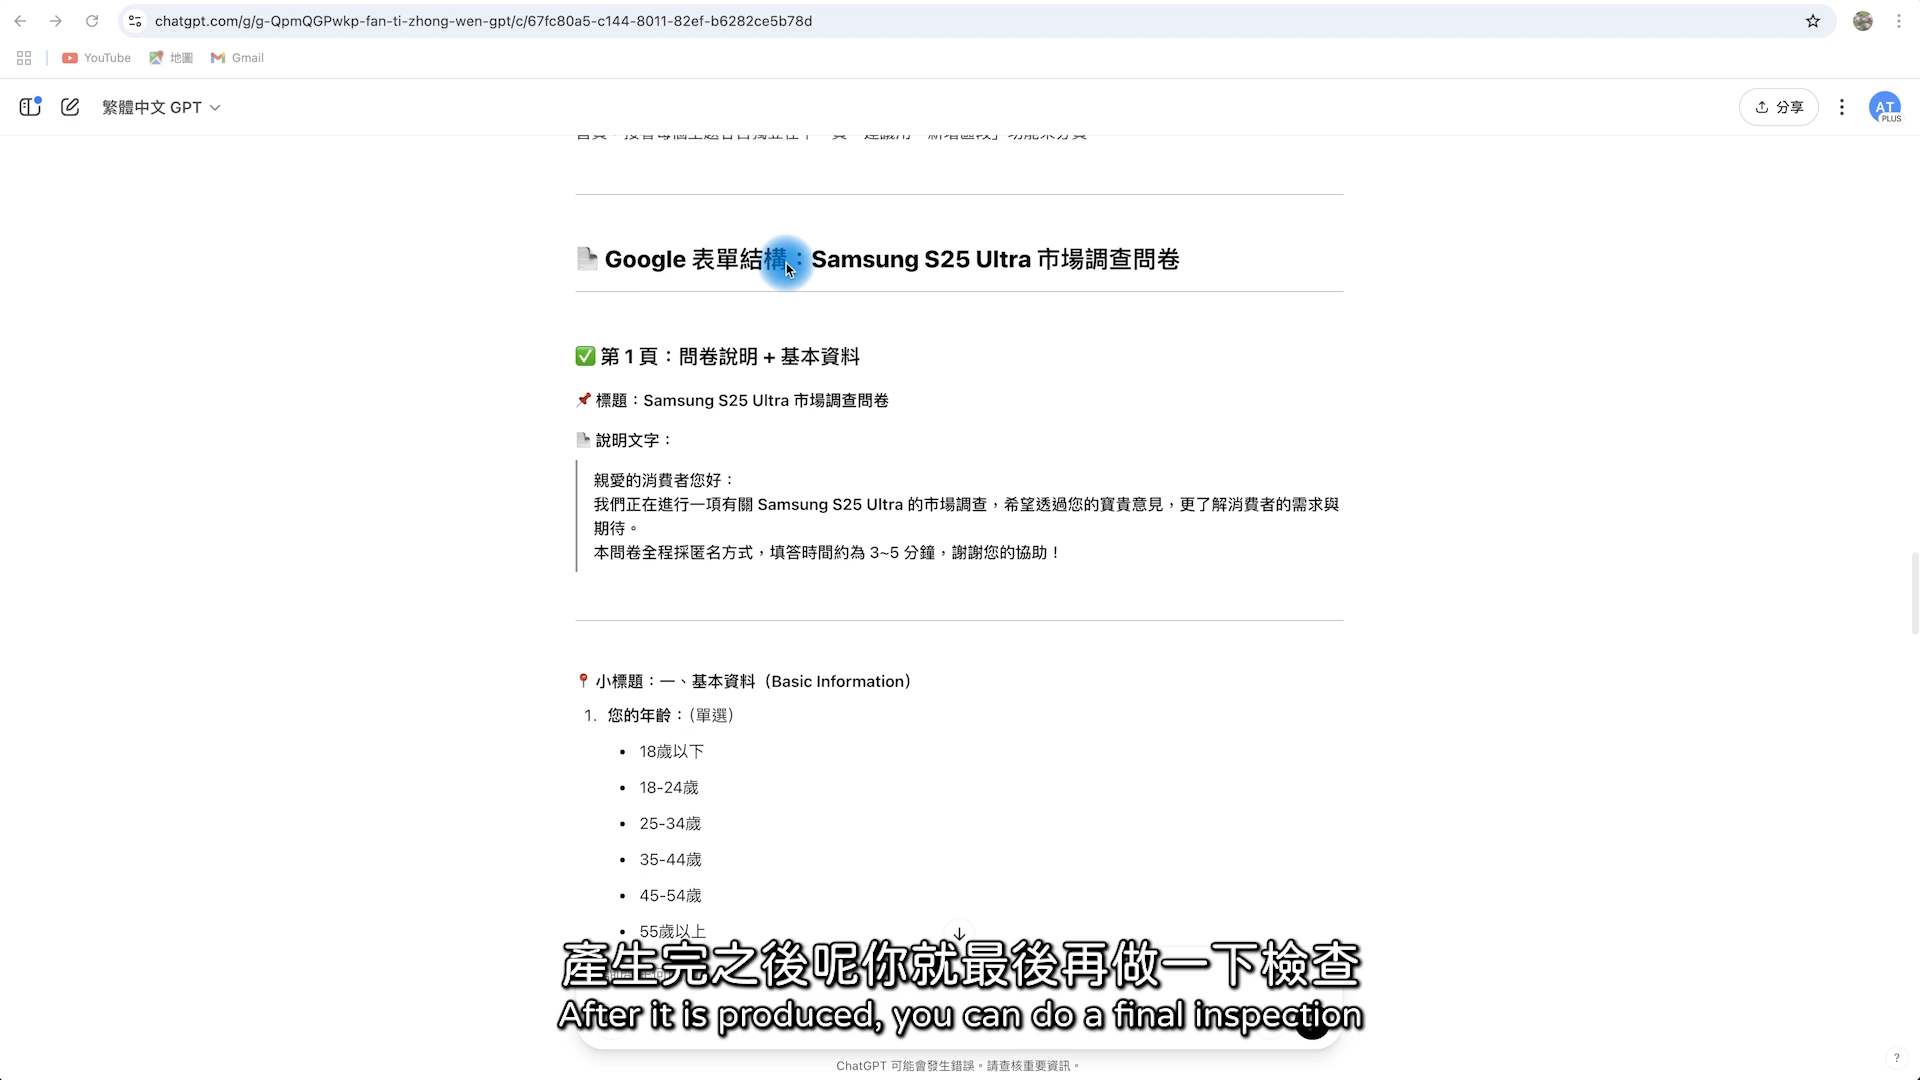 chatgpt.com/g/g-QpmQGPwkp-fan-ti-zhong-wen-gpt/c/67fc80a5-c144-8011-82ef-b6282ce5b78d
YouTube
地圖
Gmail
繁體中文 GPT
分享
AT
PLUS
Google 表單結構：Samsung S25 Ultra 市場調查問卷
第 1 頁：問卷說明 + 基本資料
標題：Samsung S25 Ultra 市場調查問卷
說明文字：
親愛的消費者您好：
我們正在進行一項有關 Samsung S25 Ultra 的市場調查，希望透過您的寶貴意見，更了解消費者的需求與
期待。
本問卷全程採匿名方式，填答時間約為 3~5 分鐘，謝謝您的協助！
小標題：一、基本資料（Basic Information）
1. 您的年齡：（單選）
• 18歲以下
• 18-24歲
• 25-34歲
• 35-44歲
• 45-54歲
• 55歲以上
產生完之後呢你就最後再做一下檢查
After it is produced, you can do a final inspection
ChatGPT 可能會發生錯誤。請查核重要資訊。
?